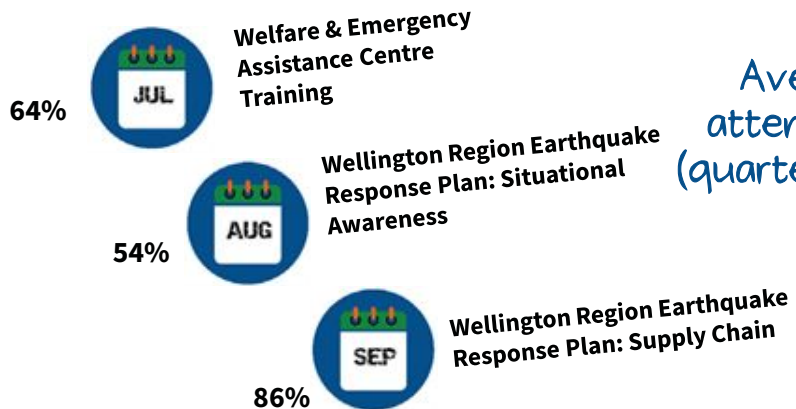 Welfare & Emergency
Assistance Centre
Training
JUL
64%
Wellington Region Earthquake
Response Plan: Situational
Awareness
AUG
54%
Wellington Region Earthquake
Response Plan: Supply Chain
SEP
86%